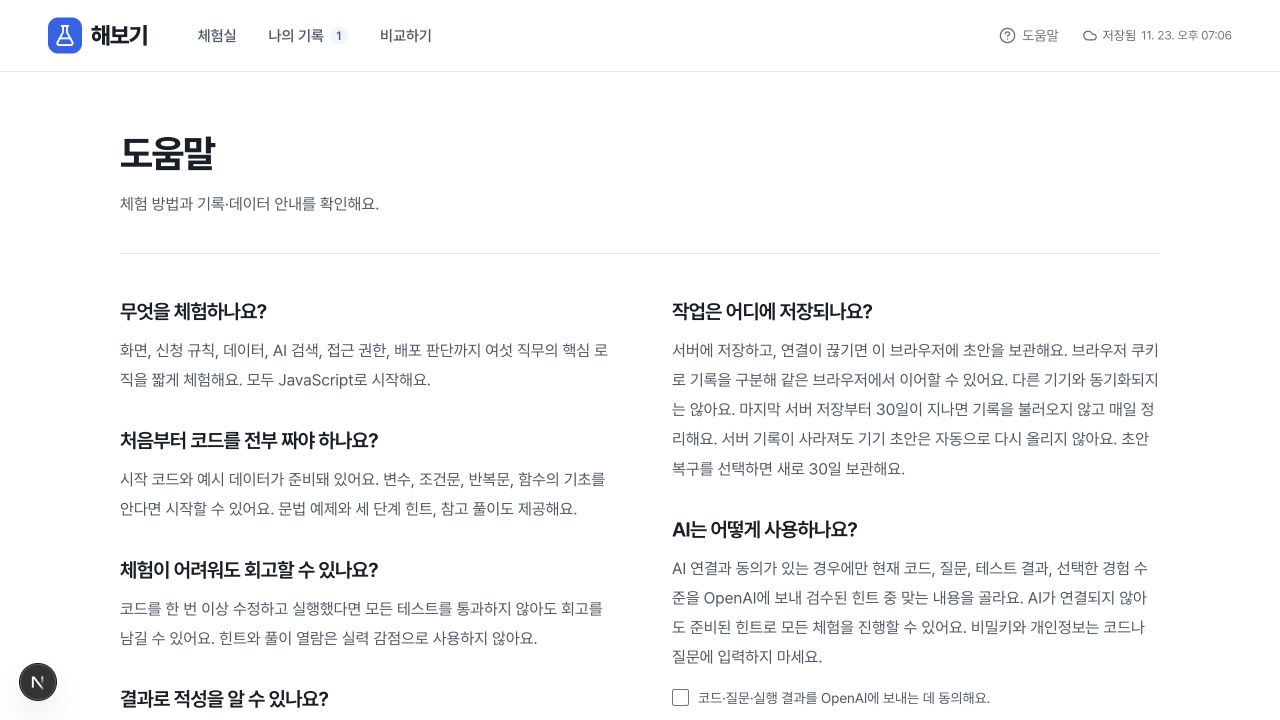 해보기
체험실
나의 기록 1
비교하기
도움말
저장됨 11. 23. 오후 07:06
도움말
체험 방법과 기록·데이터 안내를 확인해요.
무엇을 체험하나요?
화면, 신청 규칙, 데이터, AI 검색, 접근 권한, 배포 판단까지 여섯 직무의 핵심 로
직을 짧게 체험해요. 모두 JavaScript로 시작해요.
처음부터 코드를 전부 짜야 하나요?
시작 코드와 예시 데이터가 준비돼 있어요. 변수, 조건문, 반복문, 함수의 기초를
안다면 시작할 수 있어요. 문법 예제와 세 단계 힌트, 참고 풀이도 제공해요.
체험이 어려워도 회고할 수 있나요?
코드를 한 번 이상 수정하고 실행했다면 모든 테스트를 통과하지 않아도 회고를
남길 수 있어요. 힌트와 풀이 열람은 실력 감점으로 사용하지 않아요.
결과로 적성을 알 수 있나요?
작업은 어디에 저장되나요?
서버에 저장하고, 연결이 끊기면 이 브라우저에 초안을 보관해요. 브라우저 쿠키
로 기록을 구분해 같은 브라우저에서 이어할 수 있어요. 다른 기기와 동기화되지
는 않아요. 마지막 서버 저장부터 30일이 지나면 기록을 불러오지 않고 매일 정
리해요. 서버 기록이 사라져도 기기 초안은 자동으로 다시 올리지 않아요. 초안
복구를 선택하면 새로 30일 보관해요.
AI는 어떻게 사용하나요?
AI 연결과 동의가 있는 경우에만 현재 코드, 질문, 테스트 결과, 선택한 경험 수
준을 OpenAI에 보내 검수된 힌트 중 맞는 내용을 골라요. AI가 연결되지 않아
도 준비된 힌트로 모든 체험을 진행할 수 있어요. 비밀키와 개인정보는 코드나
질문에 입력하지 마세요.
코드·질문·실행 결과를 OpenAI에 보내는 데 동의해요.
N